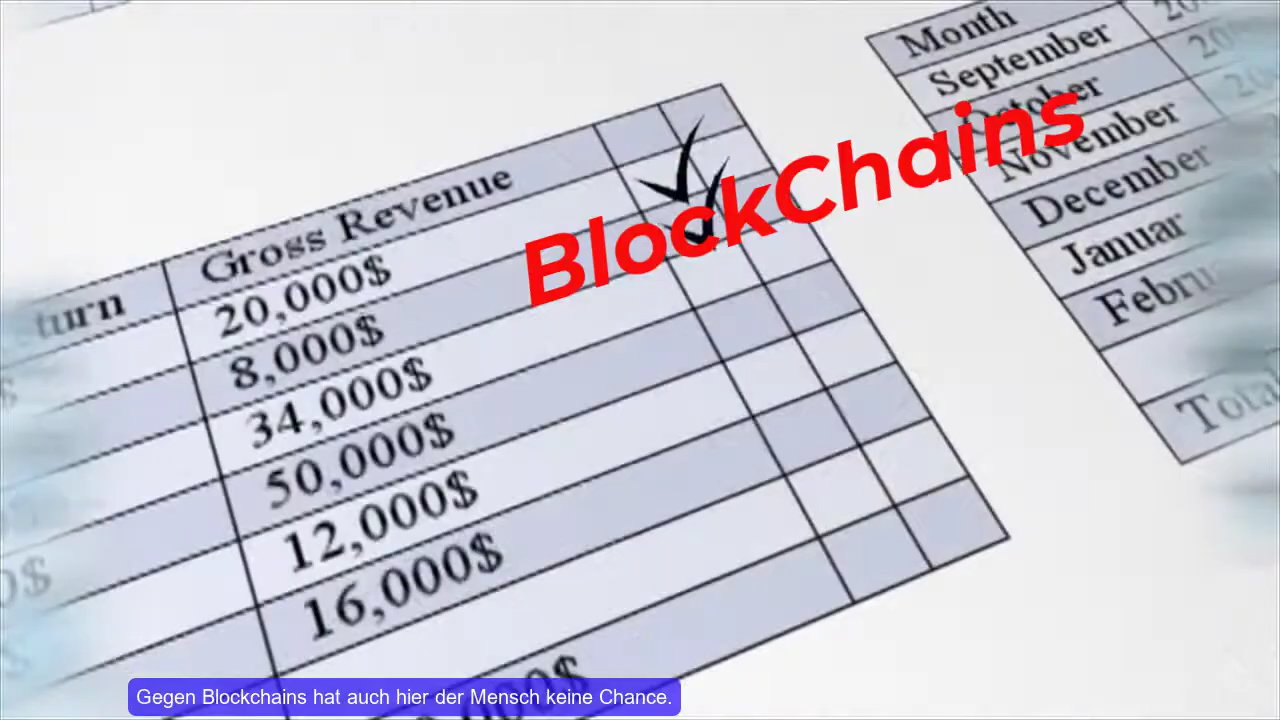 Month
September
October
November
December
Januar
Gross Revenue
20,000$
8,000$
34,000$
50,000$
12,000$
16,000$
BlockChains
Gegen Blockchains hat auch hier der Mensch keine Chance.